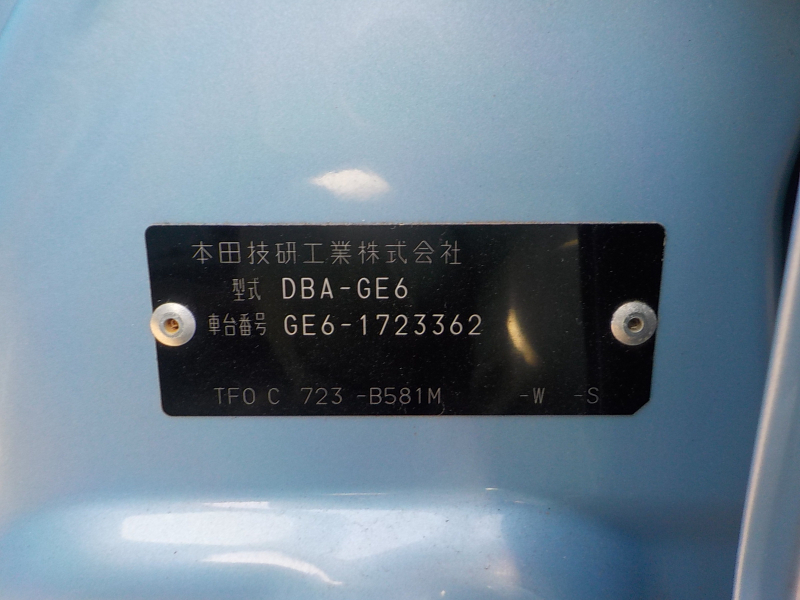 本田技研工業株式会社
型式 DBA-GE6
車台番号 GE6-1723362
TFO C 723 -B581M -W -S